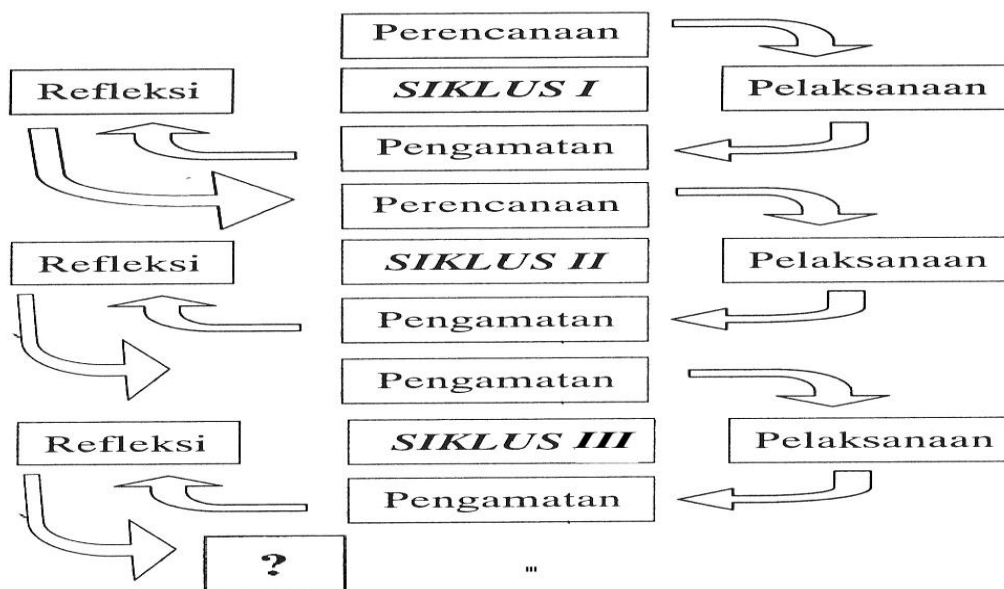 Perencanaan
Refleksi
SIKLUS I
Pelaksanaan
Pengamatan
Perencanaan
Refleksi
SIKLUS II
Pelaksanaan
Pengamatan
Pengamatan
Refleksi
SIKLUS III
Pelaksanaan
Pengamatan
?